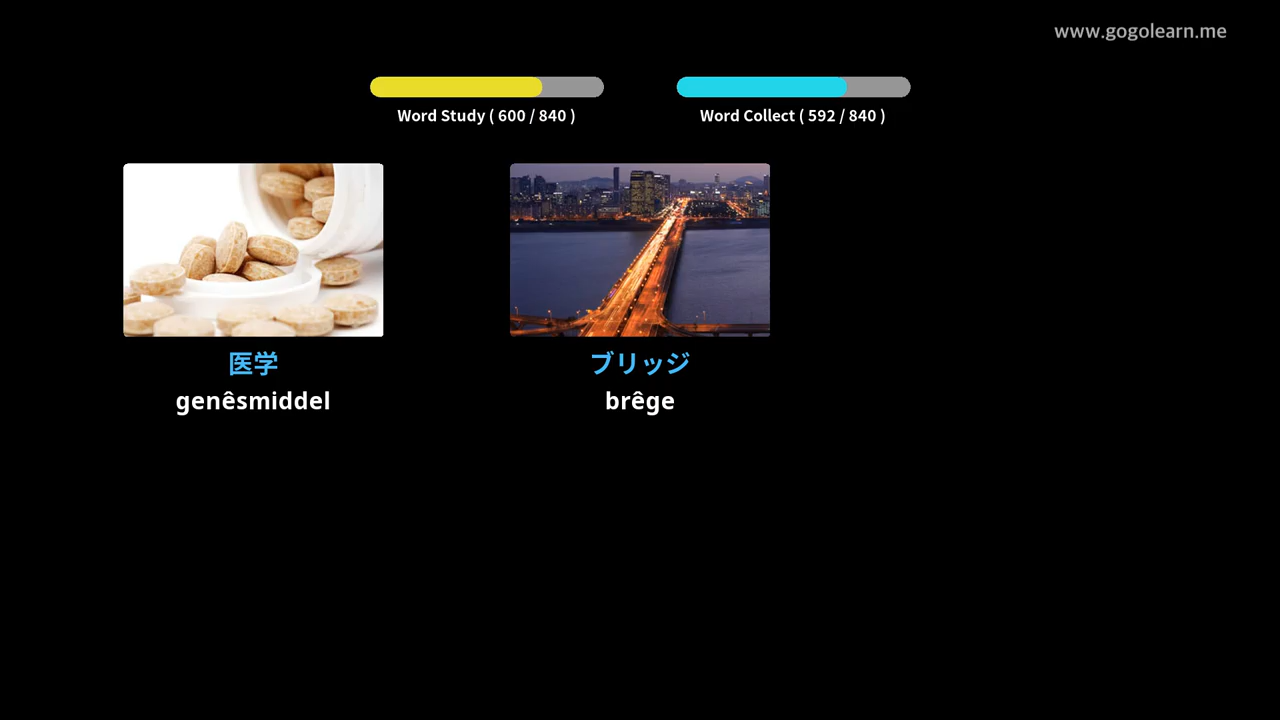 www.gogolearn.me
Word Study ( 600 / 840 )
Word Collect ( 592 / 840 )
医学
genêsmiddel
ブリッジ
brêge